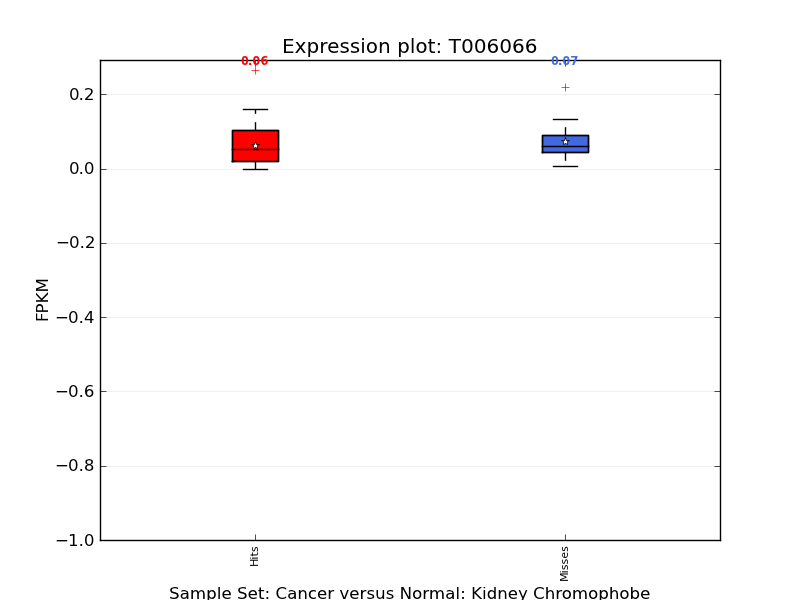 Expression plot: T006066
0.06 0.07
0.2
0.0
−0.2
−0.4
−0.6
−0.8
−1.0
FPKM
Hits Misses
Sample Set: Cancer versus Normal: Kidney Chromophobe